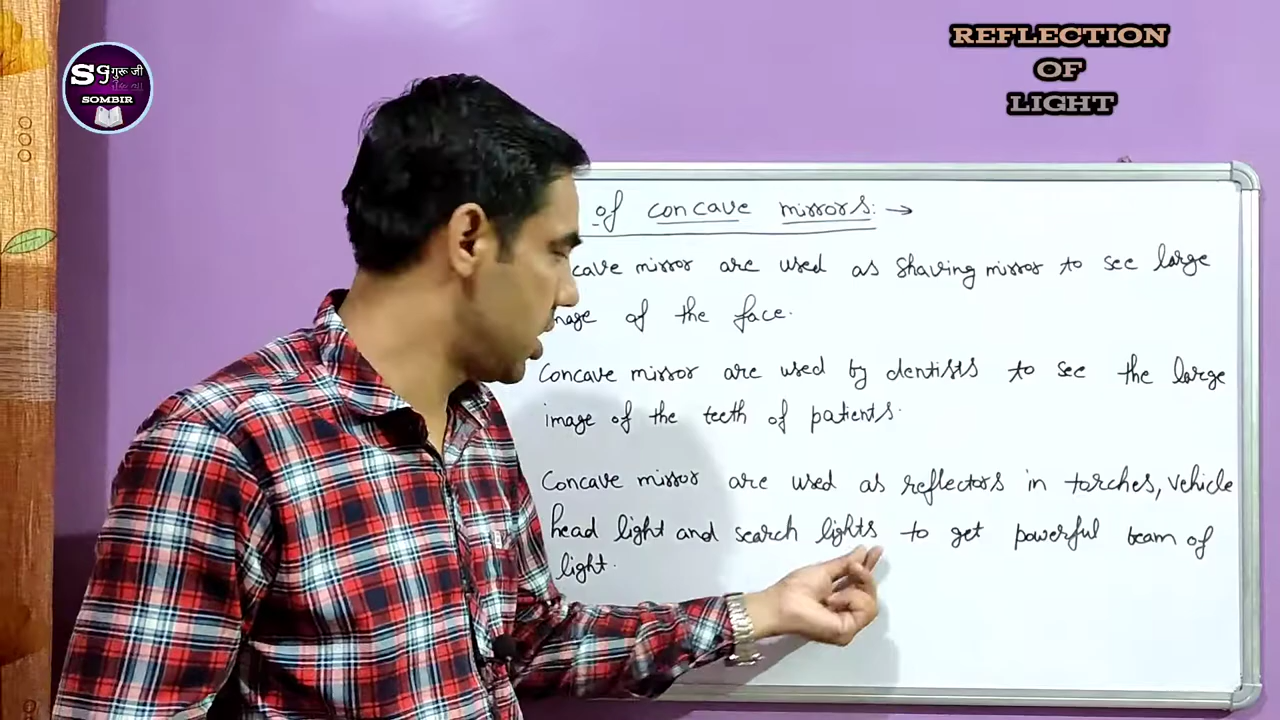 SG गुरू जी
SOMBIR
REFLECTION
OF
LIGHT
of concave mirrors:→
cave mirror are used as shaving mirror to see large
mage of the face.
Concave mirror are used by dentists to see the large
image of the teeth of patients.
Concave mirror are used as reflectors in torches, vehicle
head light and search lights to get powerful beam of
light.